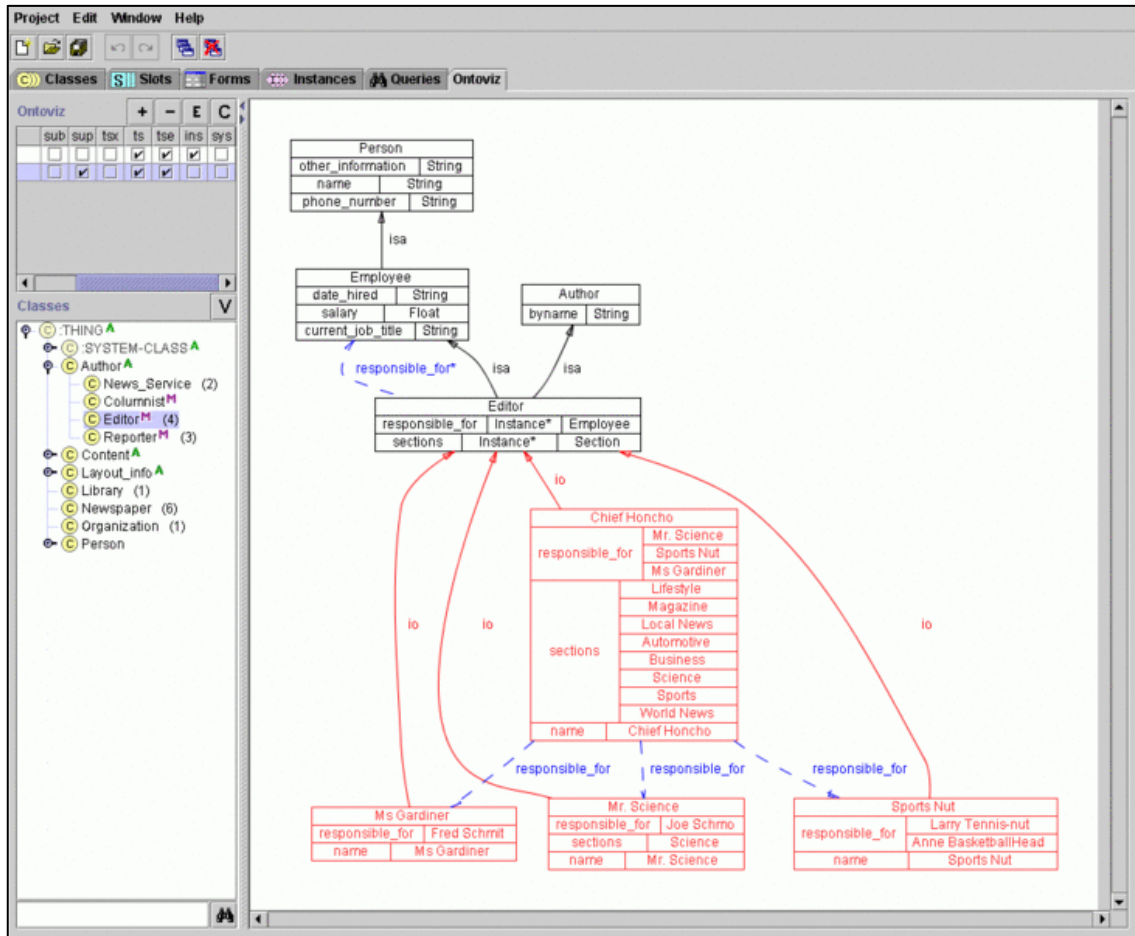 Project Edit Window Help
Classes S Slots Forms Instances Queries Ontoviz
Ontoviz + - E C
sub sup tsx ts tse ins sys
Classes V
C :THING A
C :SYSTEM-CLASS A
C Author A
C News_Service (2)
C Columnist M
C Editor M (4)
C Reporter M (3)
C Content A
C Layout_info A
C Library (1)
C Newspaper (6)
C Organization (1)
C Person
Person
other_information String
name String
phone_number String
isa
Employee
date_hired String
salary Float
current_job_title String
Author
byname String
responsible_for*
isa
isa
Editor
responsible_for Instance* Employee
sections Instance* Section
io
Chief Honcho
responsible_for
Mr. Science
Sports Nut
Ms Gardiner
sections
Lifestyle
Magazine
Local News
Automotive
Business
Science
Sports
World News
name Chief Honcho
io
io
io
responsible_for
responsible_for
responsible_for
Ms Gardiner
responsible_for Fred Schmit
name Ms Gardiner
Mr. Science
responsible_for Joe Schmo
sections Science
name Mr. Science
Sports Nut
responsible_for
Larry Tennis-nut
Anne BasketballHead
name Sports Nut